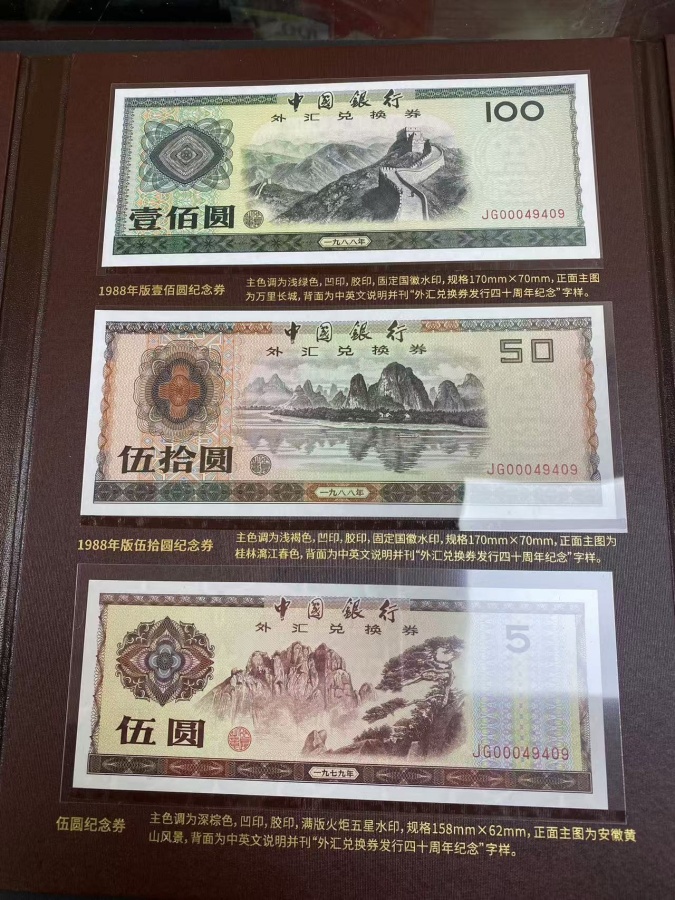 中国银行
外汇兑换券
100
壹佰圆
JG00049409
一九八八年
1988年版壹佰圆纪念券
主色调为浅绿色,凹印,胶印,固定国徽水印,规格170mm×70mm,正面主图
为万里长城,背面为中英文说明并刊“外汇兑换券发行四十周年纪念”字样。
中国银行
外汇兑换券
50
伍拾圆
JG00049409
一九八八年
1988年版伍拾圆纪念券
主色调为浅褐色,凹印,胶印,固定国徽水印,规格170mm×70mm,正面主图为
桂林漓江春色,背面为中英文说明并刊“外汇兑换券发行四十周年纪念”字样。
中国银行
外汇兑换券
5
伍圆
JG00049409
一九七九年
伍圆纪念券
主色调为深棕色,凹印,胶印,满版火炬五星水印,规格158mm×62mm,正面主图为安徽黄
山风景,背面为中英文说明并刊“外汇兑换券发行四十周年纪念”字样。